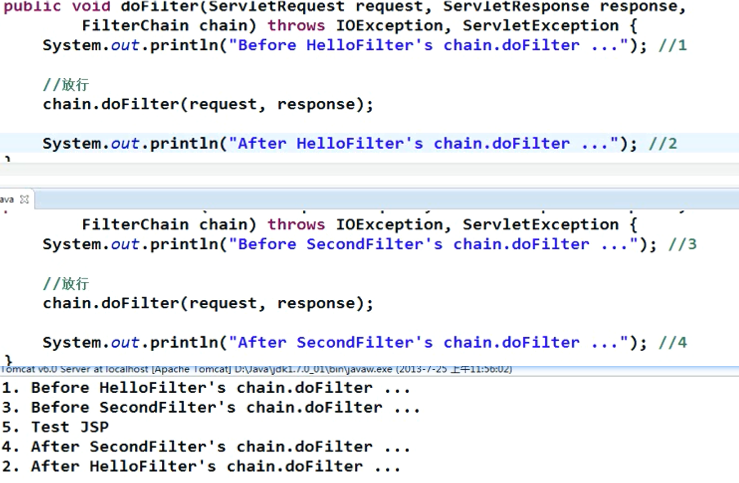 public void doFilter(ServletRequest request, ServletResponse response,
FilterChain chain) throws IOException, ServletException {
System.out.println("Before HelloFilter's chain.doFilter ..."); //1
//放行
chain.doFilter(request, response);
System.out.println("After HelloFilter's chain.doFilter ..."); //2
}
ava
FilterChain chain) throws IOException, ServletException {
System.out.println("Before SecondFilter's chain.doFilter ..."); //3
//放行
chain.doFilter(request, response);
System.out.println("After SecondFilter's chain.doFilter ..."); //4
}
Tomcat v6.0 Server at localhost [Apache Tomcat] D:\Java\jdk1.7.0_01\bin\javaw.exe (2013-7-25 上午11:56:02)
1. Before HelloFilter's chain.doFilter ...
3. Before SecondFilter's chain.doFilter ...
5. Test JSP
4. After SecondFilter's chain.doFilter ...
2. After HelloFilter's chain.doFilter ...